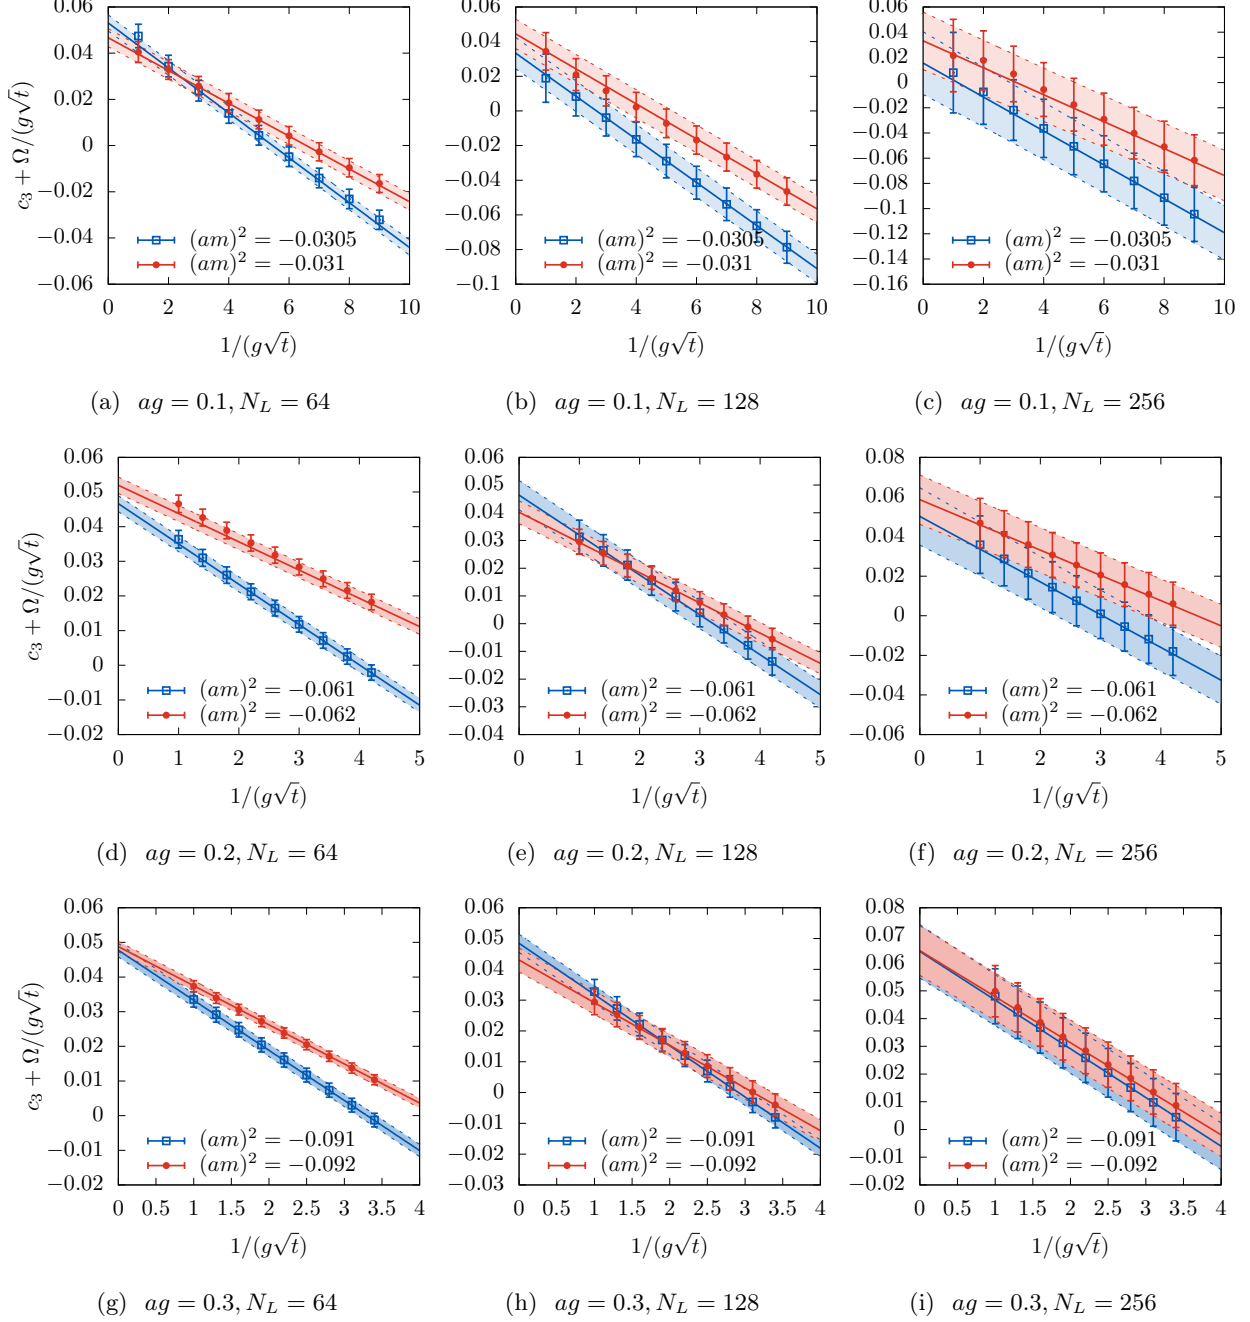 0.06
0.04
0.02
0
−0.02
−0.04
−0.06
c₃ + Ω/(g√t)
(am)² = −0.0305
(am)² = −0.031
0 2 4 6 8 10
1/(g√t)
(a) ag = 0.1, N_L = 64
0.06
0.04
0.02
0
−0.02
−0.04
−0.06
−0.08
−0.1
(am)² = −0.0305
(am)² = −0.031
0 2 4 6 8 10
1/(g√t)
(b) ag = 0.1, N_L = 128
0.06
0.04
0.02
0
−0.02
−0.04
−0.06
−0.08
−0.1
−0.12
−0.14
−0.16
(am)² = −0.0305
(am)² = −0.031
0 2 4 6 8 10
1/(g√t)
(c) ag = 0.1, N_L = 256
0.06
0.05
0.04
0.03
0.02
0.01
0
−0.01
−0.02
c₃ + Ω/(g√t)
(am)² = −0.061
(am)² = −0.062
0 1 2 3 4 5
1/(g√t)
(d) ag = 0.2, N_L = 64
0.06
0.05
0.04
0.03
0.02
0.01
0
−0.01
−0.02
−0.03
−0.04
(am)² = −0.061
(am)² = −0.062
0 1 2 3 4 5
1/(g√t)
(e) ag = 0.2, N_L = 128
0.08
0.06
0.04
0.02
0
−0.02
−0.04
−0.06
(am)² = −0.061
(am)² = −0.062
0 1 2 3 4 5
1/(g√t)
(f) ag = 0.2, N_L = 256
0.06
0.05
0.04
0.03
0.02
0.01
0
−0.01
−0.02
c₃ + Ω/(g√t)
(am)² = −0.091
(am)² = −0.092
0 0.5 1 1.5 2 2.5 3 3.5 4
1/(g√t)
(g) ag = 0.3, N_L = 64
0.06
0.05
0.04
0.03
0.02
0.01
0
−0.01
−0.02
−0.03
(am)² = −0.091
(am)² = −0.092
0 0.5 1 1.5 2 2.5 3 3.5 4
1/(g√t)
(h) ag = 0.3, N_L = 128
0.08
0.07
0.06
0.05
0.04
0.03
0.02
0.01
0
−0.01
−0.02
(am)² = −0.091
(am)² = −0.092
0 0.5 1 1.5 2 2.5 3 3.5 4
1/(g√t)
(i) ag = 0.3, N_L = 256